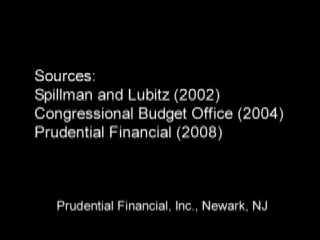 Sources:
Spillman and Lubitz (2002)
Congressional Budget Office (2004)
Prudential Financial (2008)
Prudential Financial, Inc., Newark, NJ